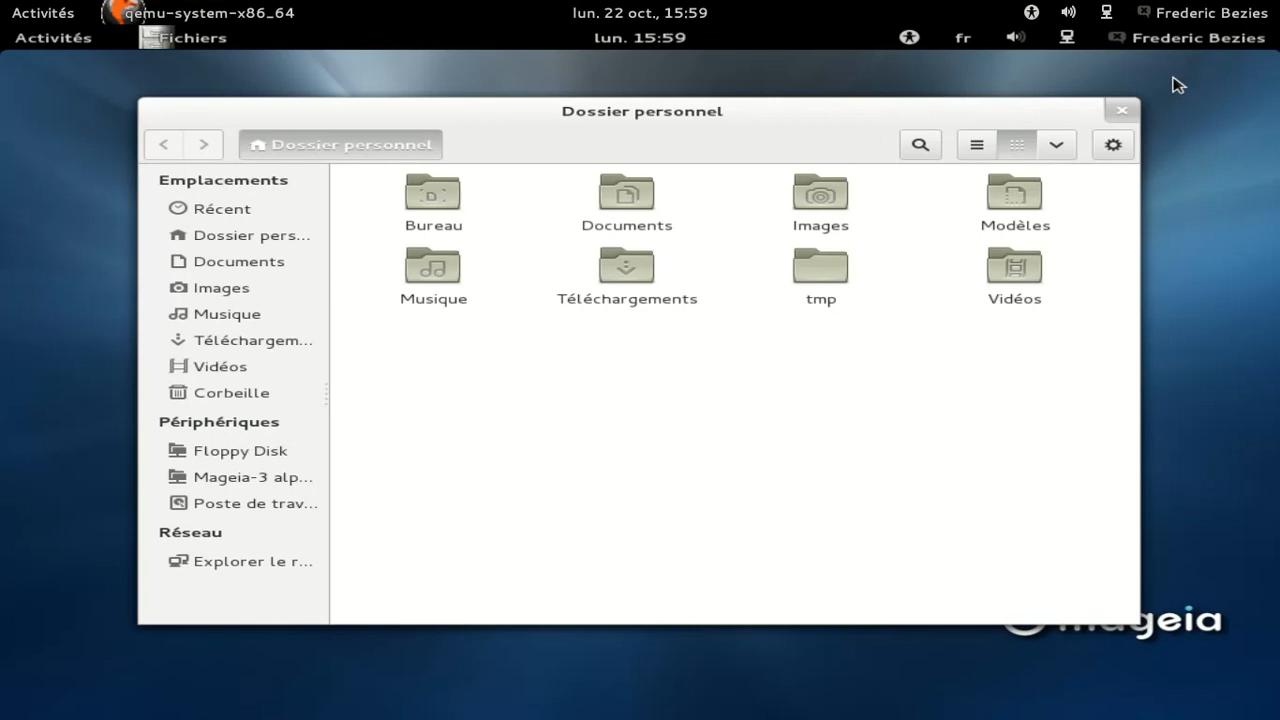 Activités qemu-system-x86_64 lun. 22 oct., 15:59 Frederic Bezies
Activités Fichiers lun. 15:59 fr Frederic Bezies
Dossier personnel
Dossier personnel
Emplacements
Récent
Dossier pers...
Documents
Images
Musique
Téléchargem...
Vidéos
Corbeille
Périphériques
Floppy Disk
Mageia-3 alp...
Poste de trav...
Réseau
Explorer le r...
Bureau Documents Images Modèles
Musique Téléchargements tmp Vidéos
mageia